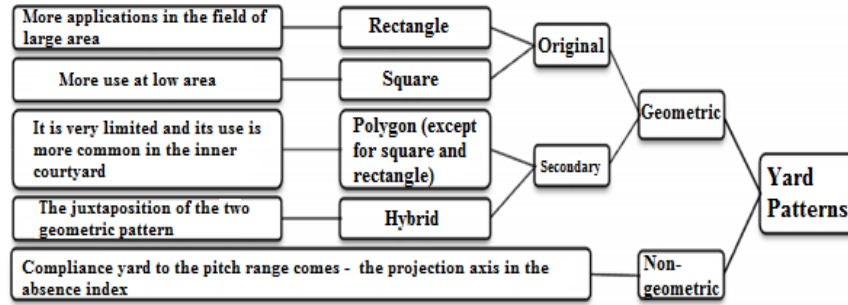 More applications in the field of
large area
Rectangle
Original
More use at low area
Square
Geometric
It is very limited and its use is
more common in the inner
courtyard
Polygon (except
for square and
rectangle)
Secondary
Yard
Patterns
The juxtaposition of the two
geometric pattern
Hybrid
Compliance yard to the pitch range comes - the projection axis in the
absence index
Non-
geometric